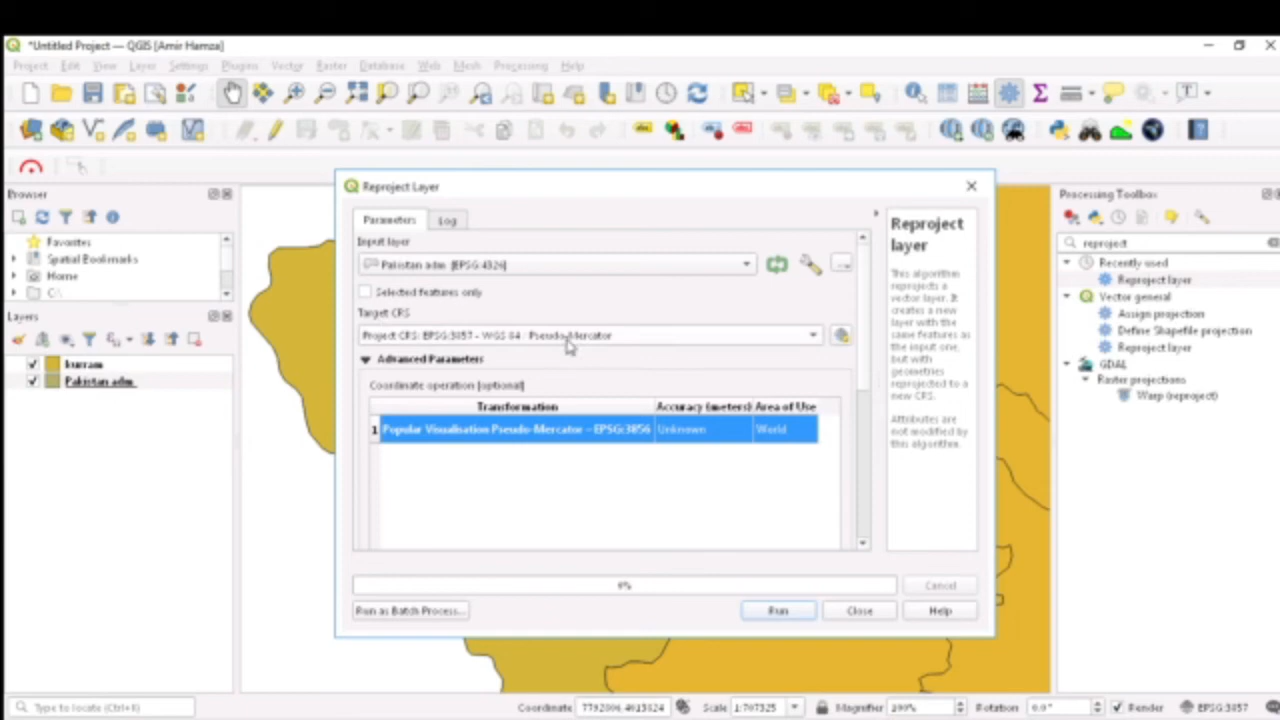 *Untitled Project — QGIS [Amir Hamza]
Project Edit View Layer Settings Plugins Vector Raster Database Web Mesh Processing Help
Browser
Favorites
Spatial Bookmarks
Home
C:\
Layers
kurram
Pakistan adm
Reproject Layer
Parameters Log
Input layer
Pakistan adm [EPSG:4326]
Selected features only
Target CRS
Project CRS: EPSG:3857 - WGS 84 / Pseudo-Mercator
Advanced Parameters
Coordinate operation [optional]
Transformation Accuracy (meters) Area of Use
1 Popular Visualisation Pseudo-Mercator — EPSG:3856 Unknown World
0%
Cancel
Run as Batch Process...
Run Close Help
Reproject
layer
This algorithm
reprojects a
vector layer. It
creates a new
layer with the
same features as
the input one,
but with
geometries
reprojected to a
new CRS.
Attributes are
not modified by
this algorithm.
Processing Toolbox
reproject
Recently used
Reproject layer
Vector general
Assign projection
Define Shapefile projection
Reproject layer
GDAL
Raster projections
Warp (reproject)
Type to locate (Ctrl+K)
Coordinate Scale 1:707325 Magnifier 100% Rotation 0.0° Render EPSG:3857